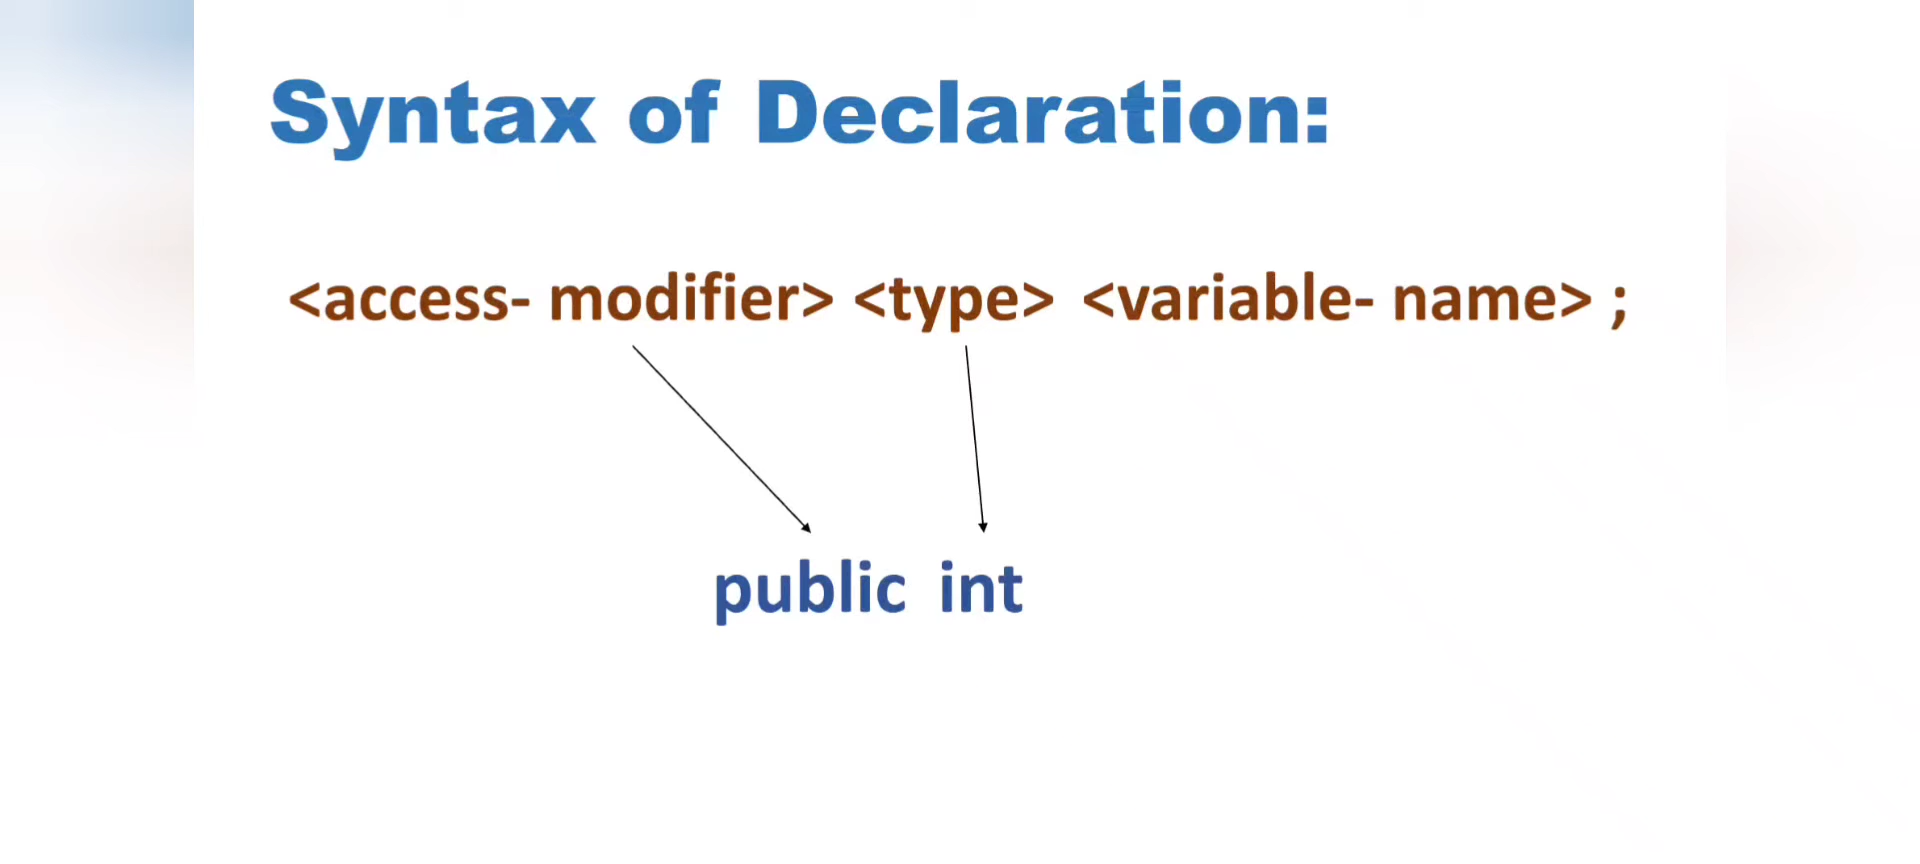 Syntax of Declaration:
<access- modifier> <type> <variable- name> ;
public int